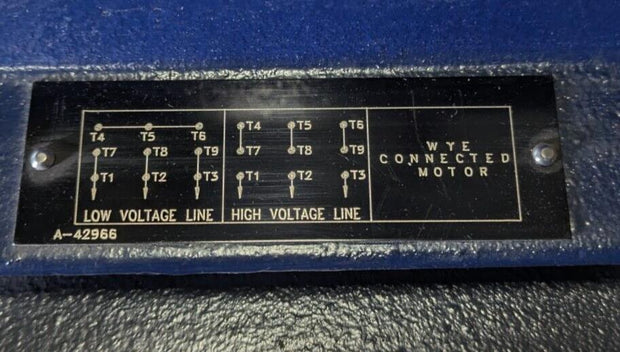 T4 T5 T6
T7 T8 T9
T1 T2 T3
LOW VOLTAGE LINE
T4 T5 T6
T7 T8 T9
T1 T2 T3
HIGH VOLTAGE LINE
WYE
CONNECTED
MOTOR
A-42966